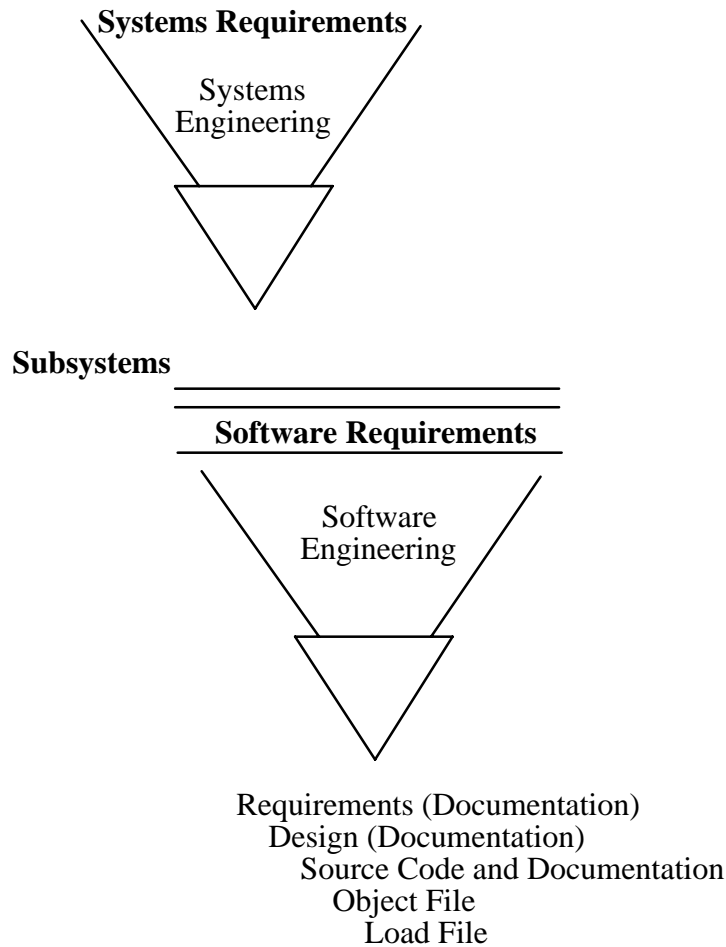 Systems Requirements
Systems
Engineering
Subsystems
Software Requirements
Software
Engineering
Requirements (Documentation)
Design (Documentation)
Source Code and Documentation
Object File
Load File